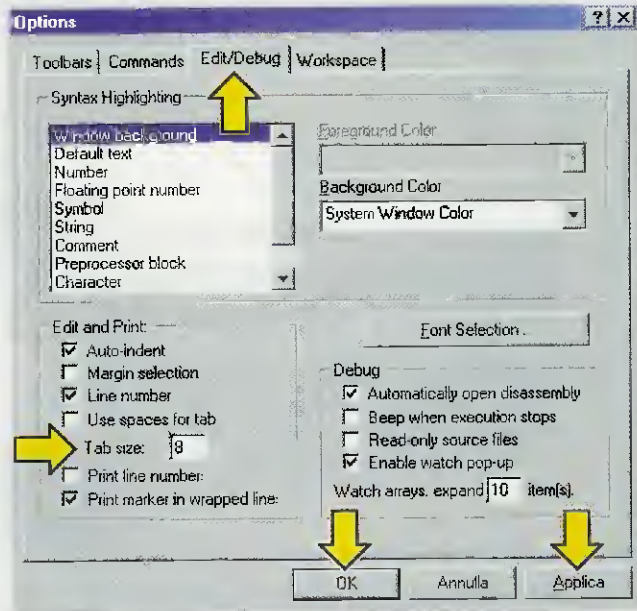 Options
Toolbars Commands Edit/Debug Workspace
Syntax Highlighting
Window background
Default text
Number
Floating point number
Symbol
String
Comment
Preprocessor block
Character
Foreground Color
Background Color
System Window Color
Edit and Print:
Auto-indent
Margin selection
Line number
Use spaces for tab
Tab size: 8
Print line number:
Print marker in wrapped line:
Font Selection...
Debug
Automatically open disassembly
Beep when execution stops
Read-only source files
Enable watch pop-up
Watch arrays, expand 10 item(s).
OK Annulla Applica